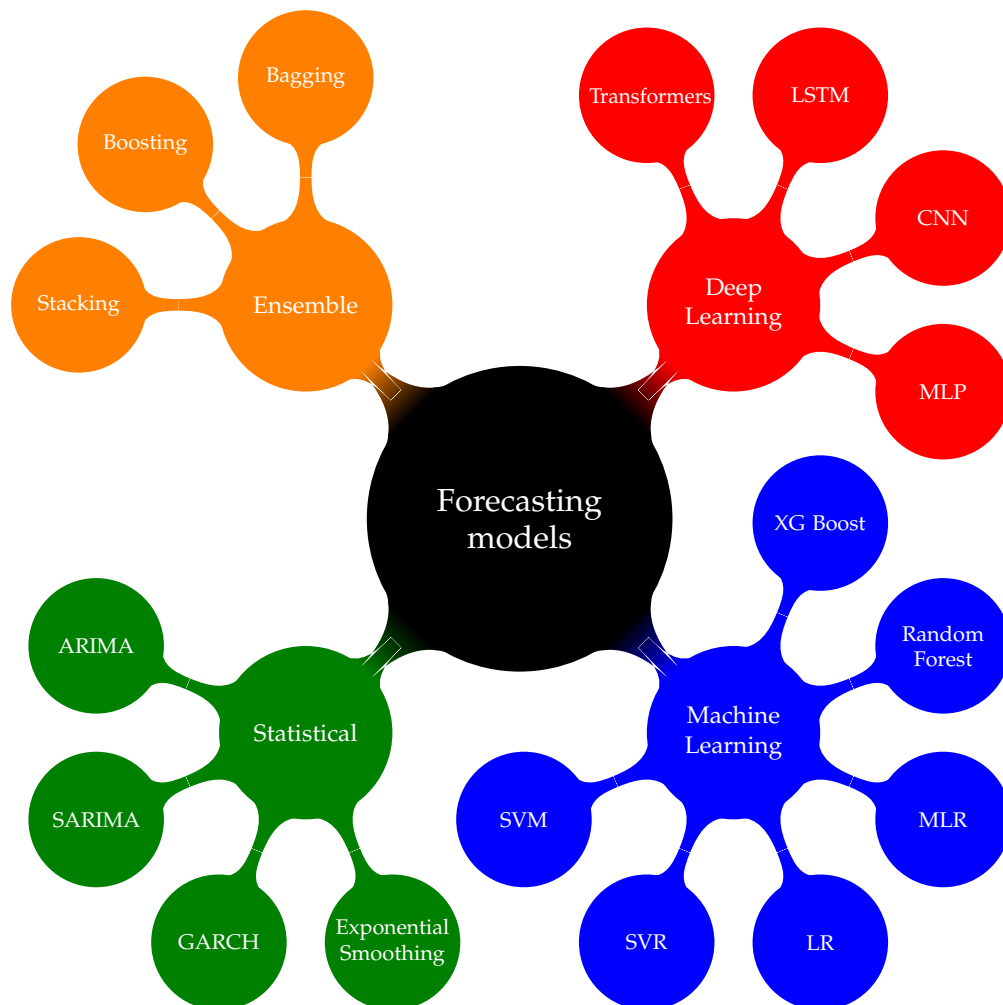 Bagging
Boosting
Stacking
Ensemble
Transformers
LSTM
CNN
Deep
Learning
MLP
Forecasting
models
ARIMA
SARIMA
Statistical
GARCH
Exponential
Smoothing
XG Boost
Random
Forest
Machine
Learning
MLR
SVM
SVR
LR